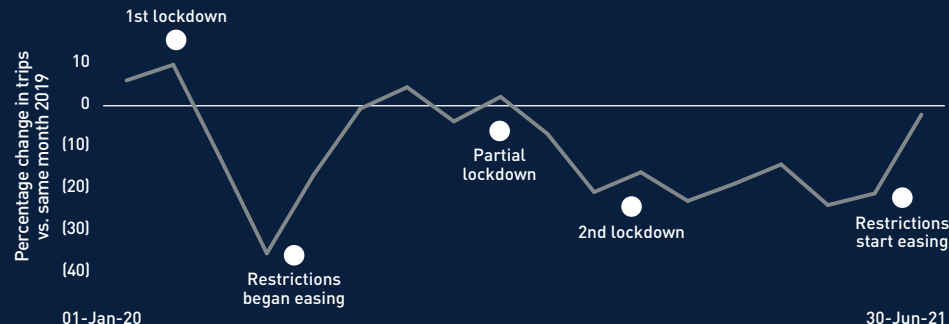 1st lockdown
Percentage change in trips
vs. same month 2019
10
0
(10)
(20)
(30)
(40)
Partial
lockdown
2nd lockdown
Restrictions
start easing
Restrictions
began easing
01-Jan-20
30-Jun-21